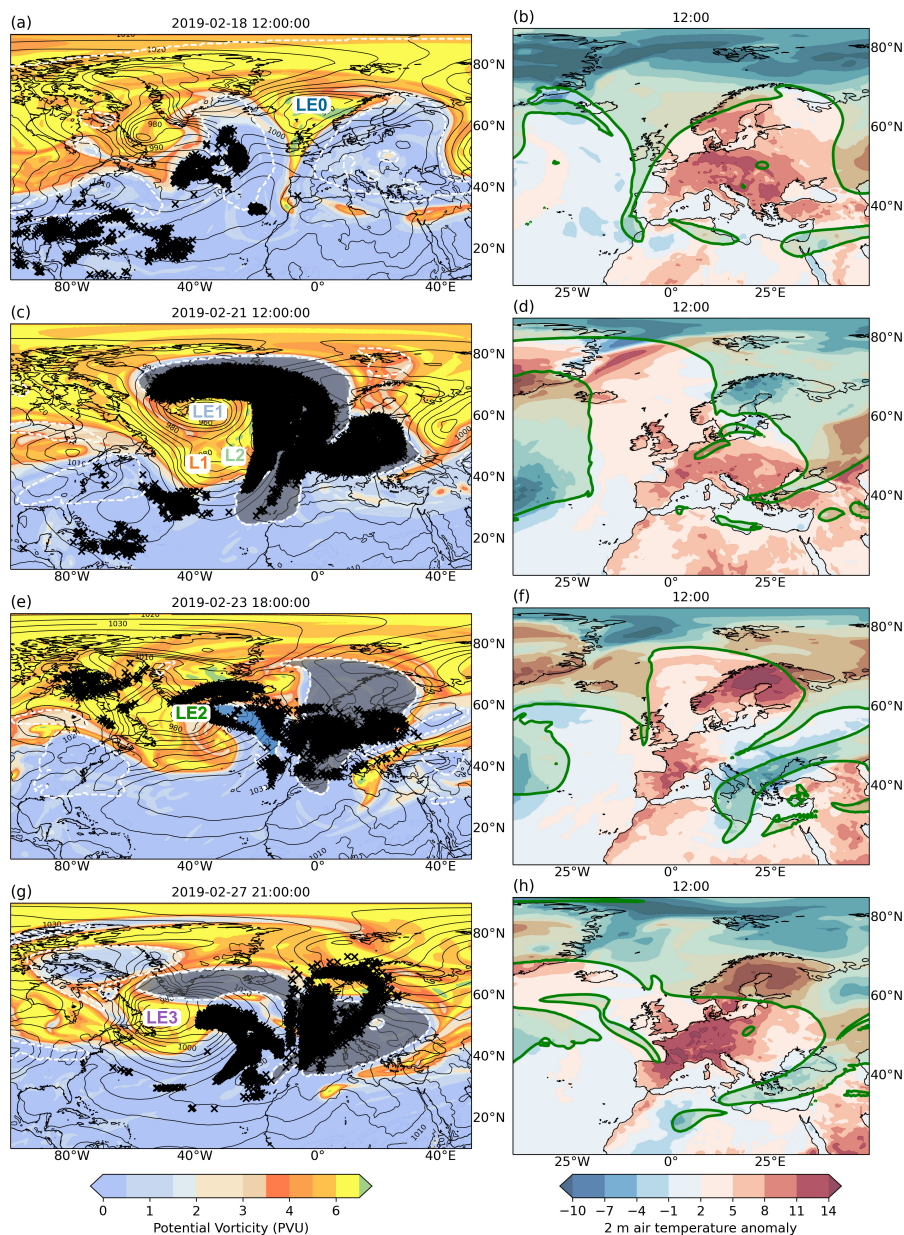 (a) 2019-02-18 12:00:00
(b) 12:00
1010
1020
LE0
980
990
1000
80°N
60°N
40°N
20°N
80°W 40°W 0° 40°E
80°N
60°N
40°N
25°W 0° 25°E
(c) 2019-02-21 12:00:00
(d) 12:00
LE1
980
L1
L2
1000
80°N
60°N
40°N
20°N
80°W 40°W 0° 40°E
80°N
60°N
40°N
25°W 0° 25°E
(e) 2019-02-23 18:00:00
(f) 12:00
1020
1030
LE2
980
1010
80°N
60°N
40°N
20°N
80°W 40°W 0° 40°E
80°N
60°N
40°N
25°W 0° 25°E
(g) 2019-02-27 21:00:00
(h) 12:00
1030
LE3
1000
1010
80°N
60°N
40°N
20°N
80°W 40°W 0° 40°E
80°N
60°N
40°N
25°W 0° 25°E
0 1 2 3 4 5 6
Potential Vorticity (PVU)
−10 −7 −4 −1 2 5 8 11 14
2 m air temperature anomaly